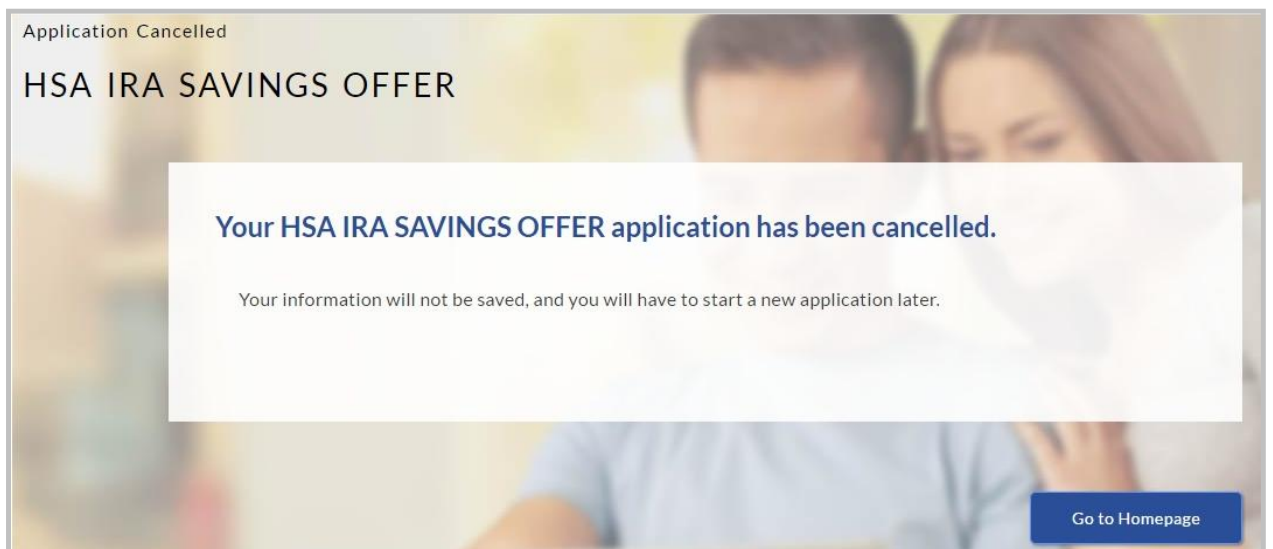 Application Cancelled
HSA IRA SAVINGS OFFER
Your HSA IRA SAVINGS OFFER application has been cancelled.
Your information will not be saved, and you will have to start a new application later.
Go to Homepage